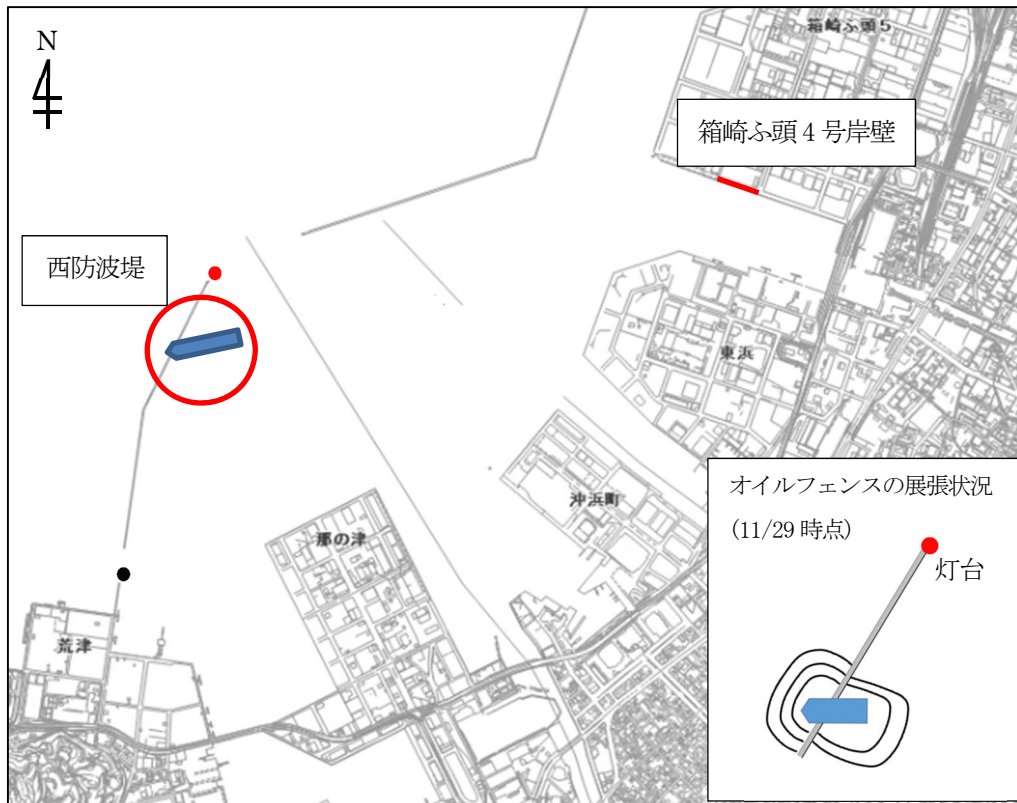 箱崎ふ頭5
N
箱崎ふ頭4号岸壁
西防波堤
東浜
沖浜町
那の津
荒津
オイルフェンスの展張状況
(11/29 時点)
灯台